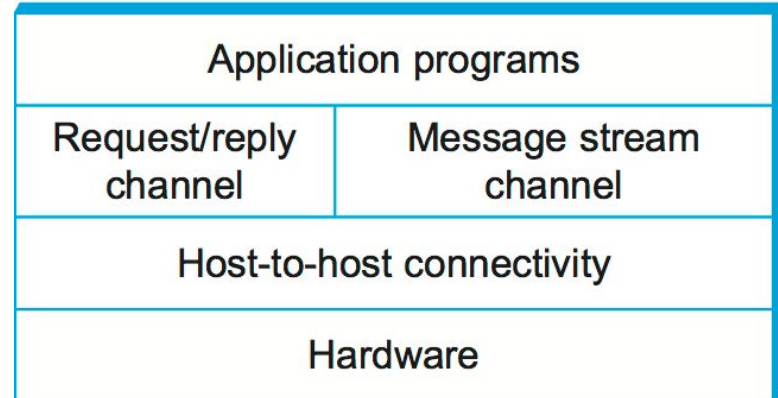 Application programs
Request/reply
channel
Message stream
channel
Host-to-host connectivity
Hardware